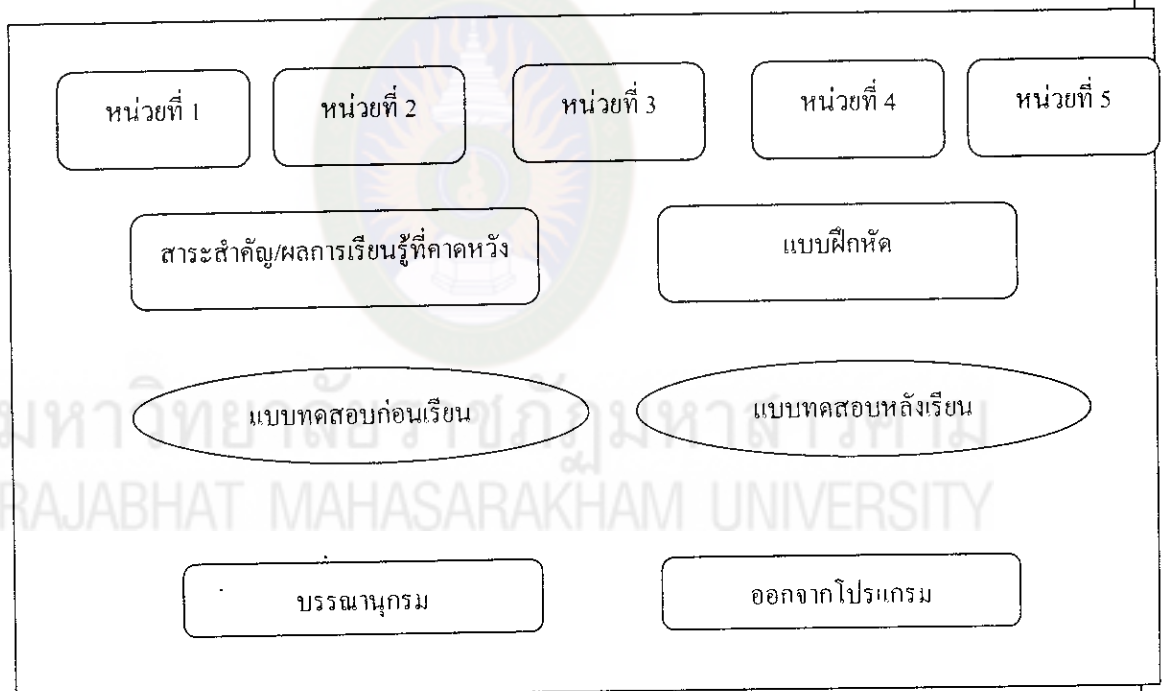 หน่วยที่ 1
หน่วยที่ 2
หน่วยที่ 3
หน่วยที่ 4
หน่วยที่ 5
สาระสำคัญ/ผลการเรียนรู้ที่คาดหวัง
แบบฝึกหัด
แบบทดสอบก่อนเรียน
แบบทดสอบหลังเรียน
มหาวิทยาลัยราชภัฏมหาสารคาม
RAJABHAT MAHASARAKHAM UNIVERSITY
บรรณานุกรม
ออกจากโปรแกรม